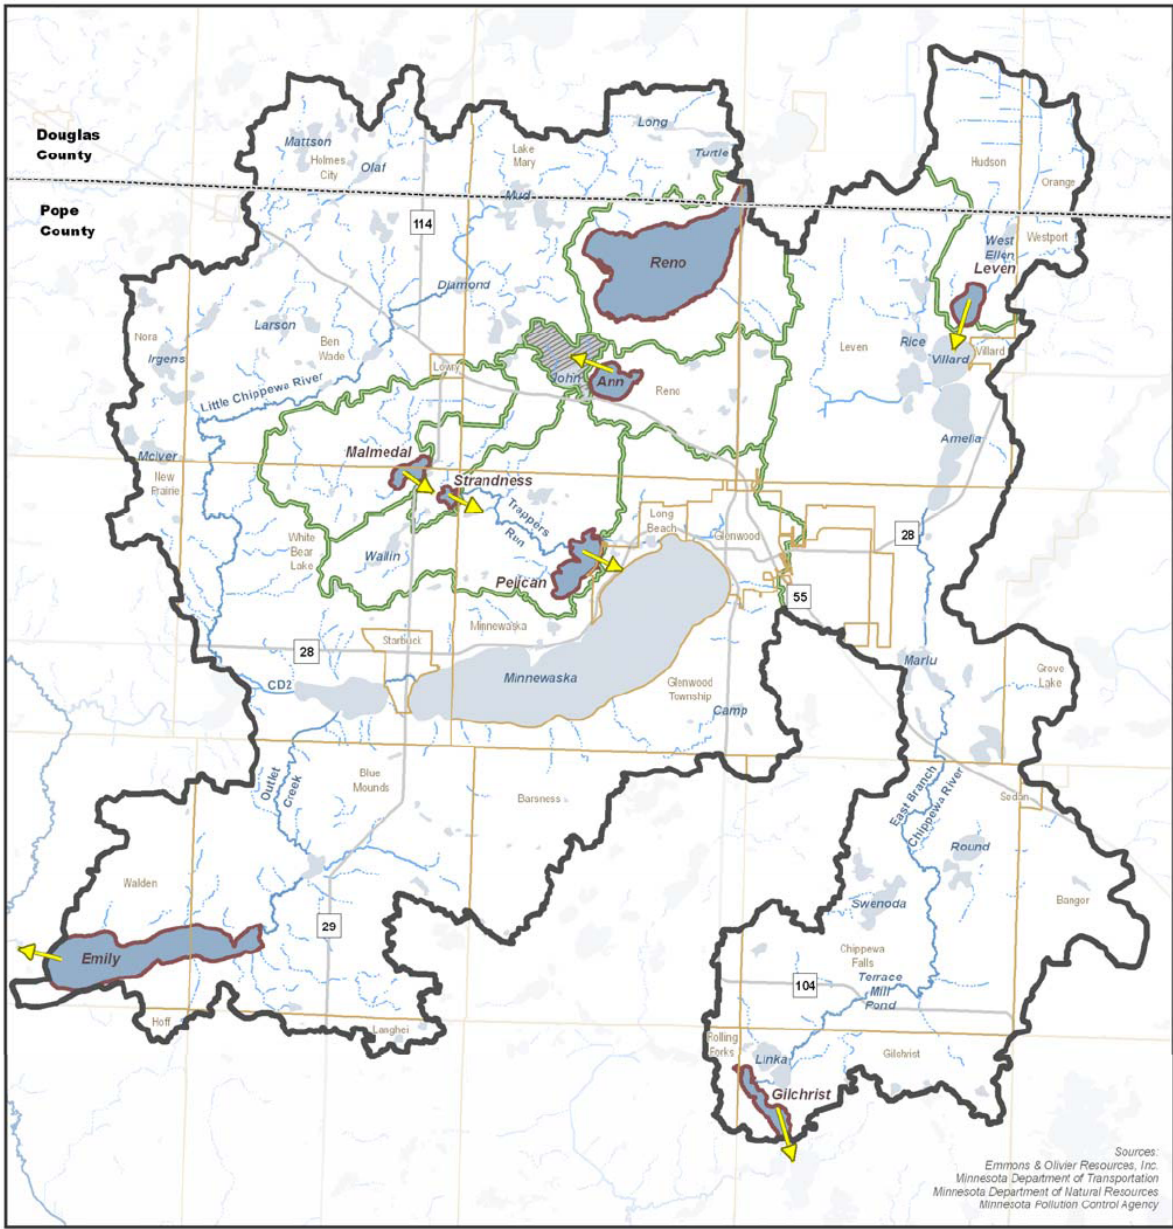 Douglas
County
Pope
County
Mattson
Holmes
City
Olaf
Lake
Mary
Long
Turtle
Mud
Hudson
Orange
114
West
Ellen
Westport
Leven
Reno
Diamond
Nora
Irgens
Larson
Ben
Wade
Lowry
Little Chippewa River
John
Ann
Reno
Leven
Rice
Villard
Villard
Amelia
McIver
New
Prairie
Malmedal
Strandness
Trappers
Run
White
Bear
Lake
Wallin
Pelican
Long
Beach
Glenwood
28
55
Minnewaska
Starbuck
28
CD2
Minnewaska
Glenwood
Township
Camp
Marlu
Grove
Lake
Outlet
Creek
Blue
Mounds
Barsness
East Branch
Chippewa River
Sedan
Round
Walden
29
Swenoda
Bangor
Emily
Chippewa
Falls
Terrace
Mill
Pond
104
Hoff
Langhei
Rolling
Forks
Linka
Gilchrist
Gilchrist
Sources:
Emmons & Olivier Resources, Inc.
Minnesota Department of Transportation
Minnesota Department of Natural Resources
Minnesota Pollution Control Agency